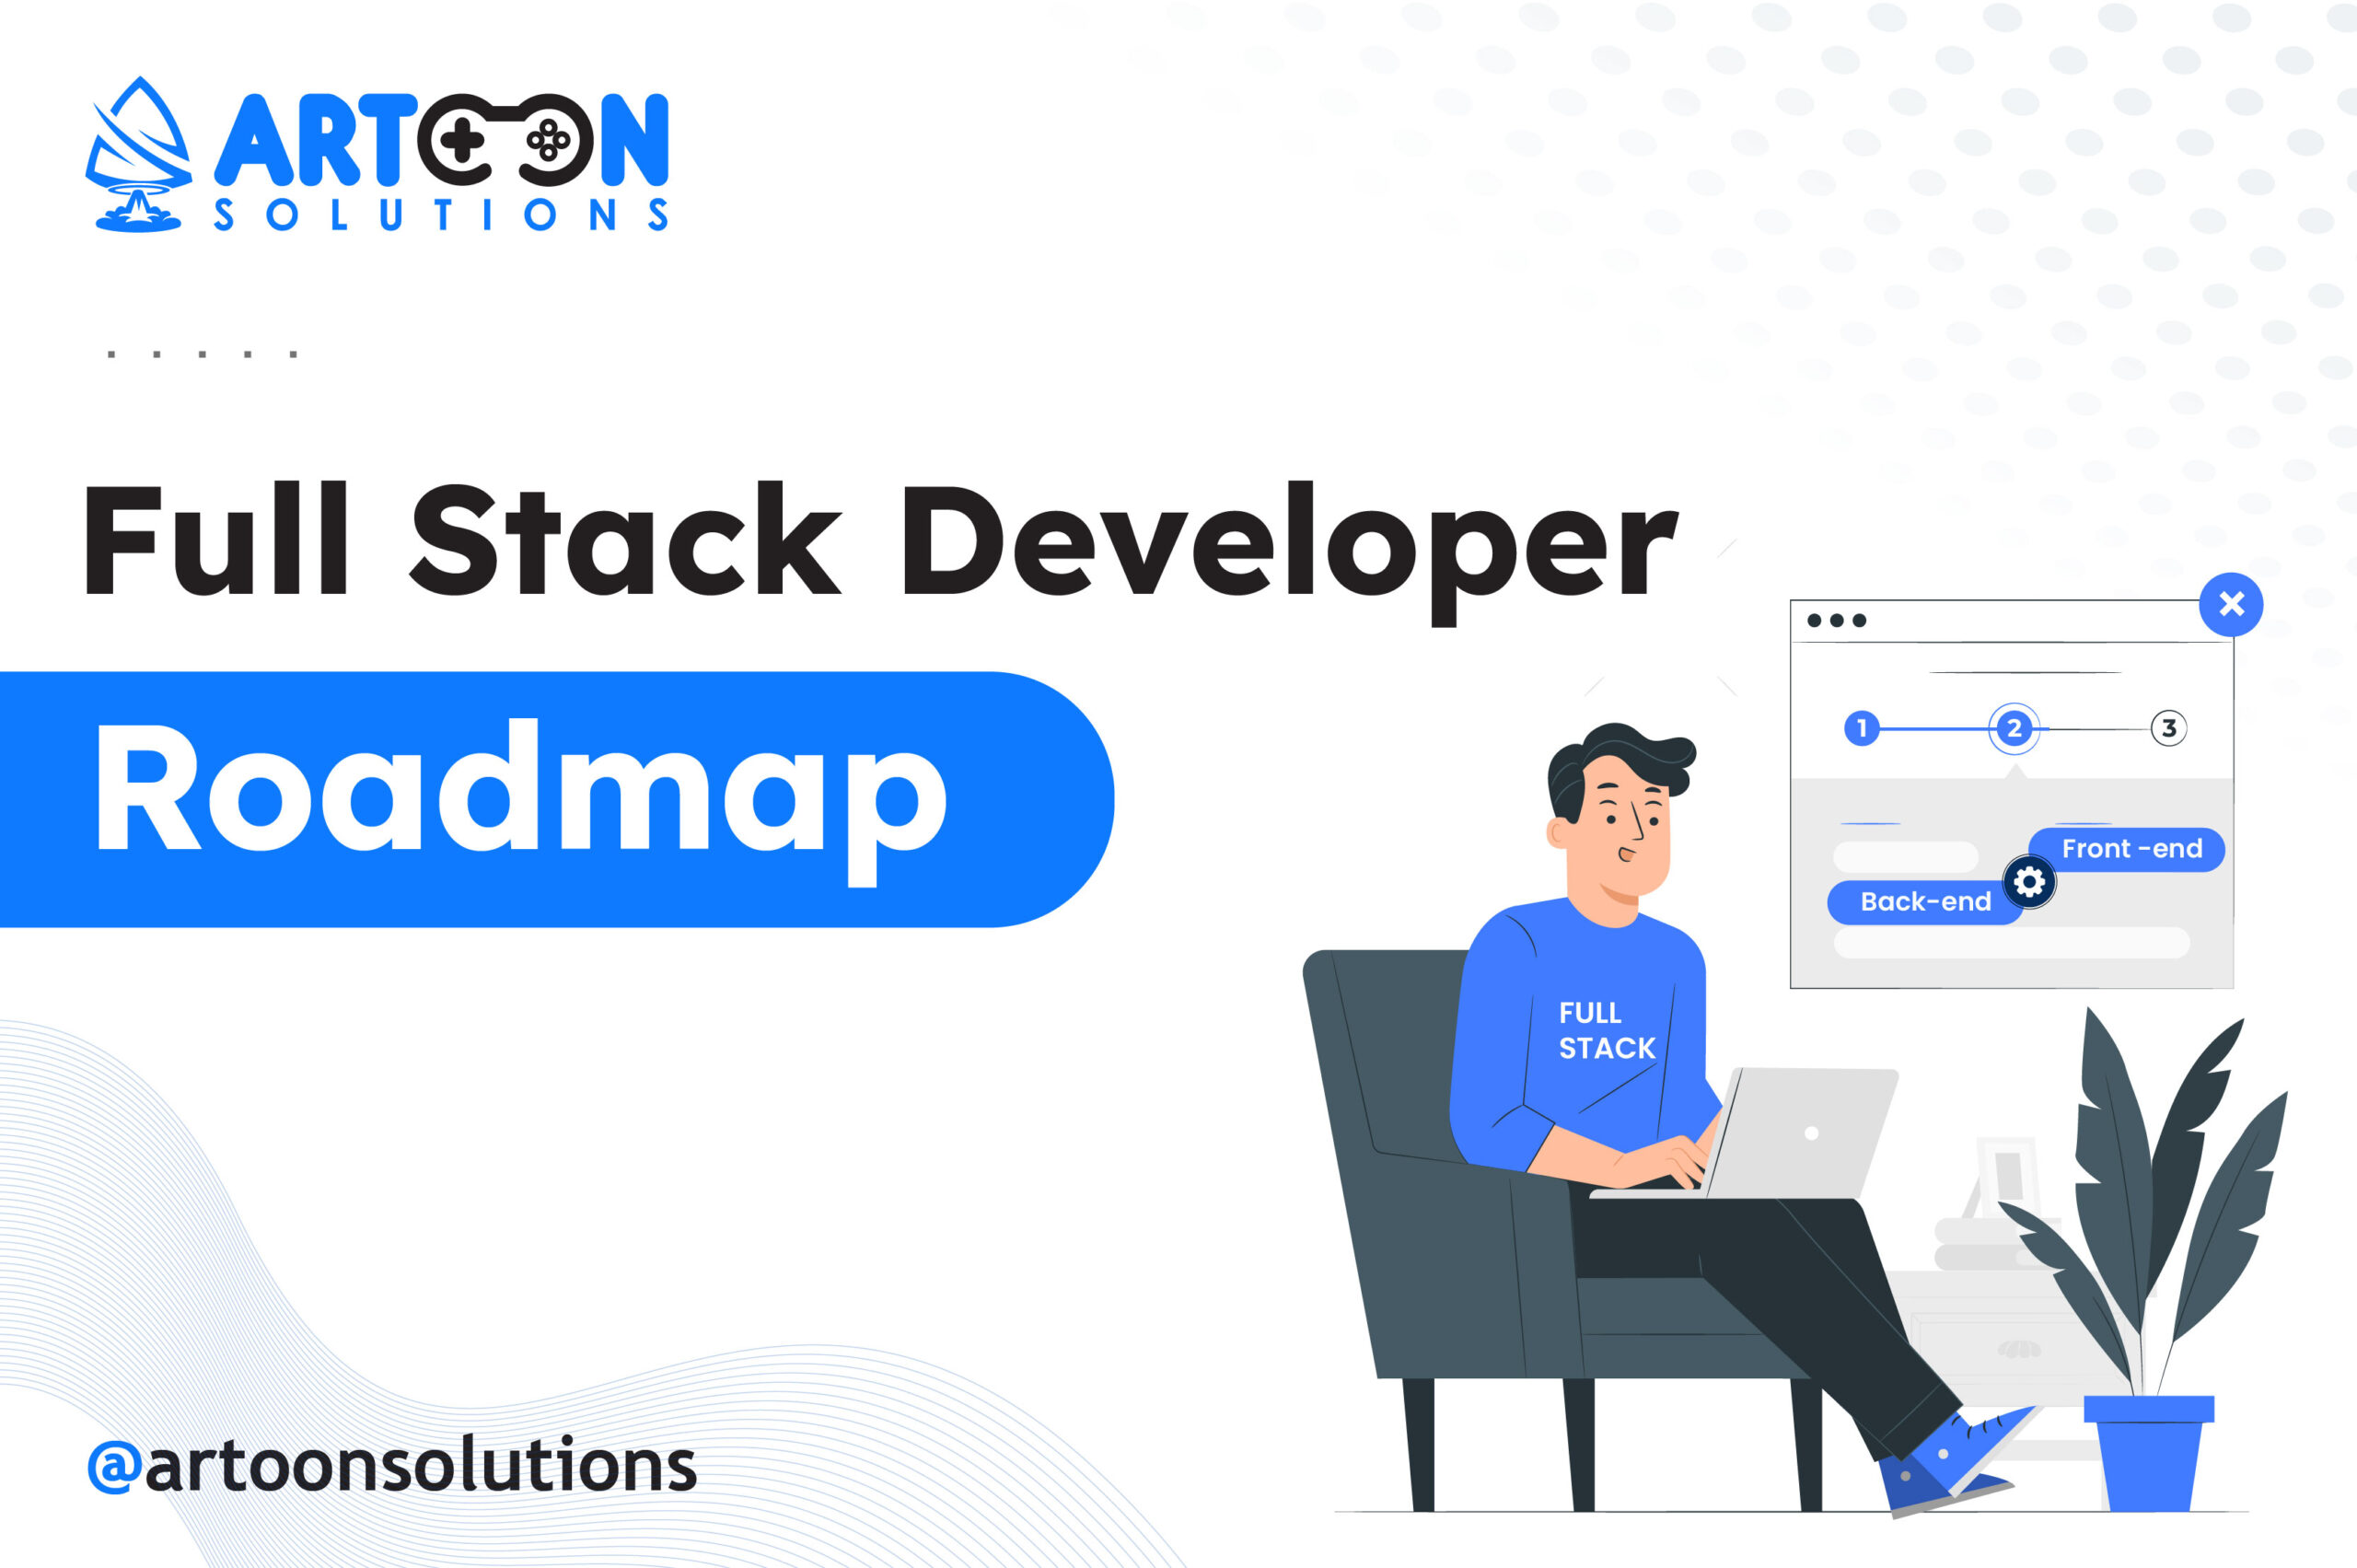 ARTOON
SOLUTIONS
Full Stack Developer
Roadmap
1 2 3
Front -end
Back-end
FULL
STACK
@artoonsolutions